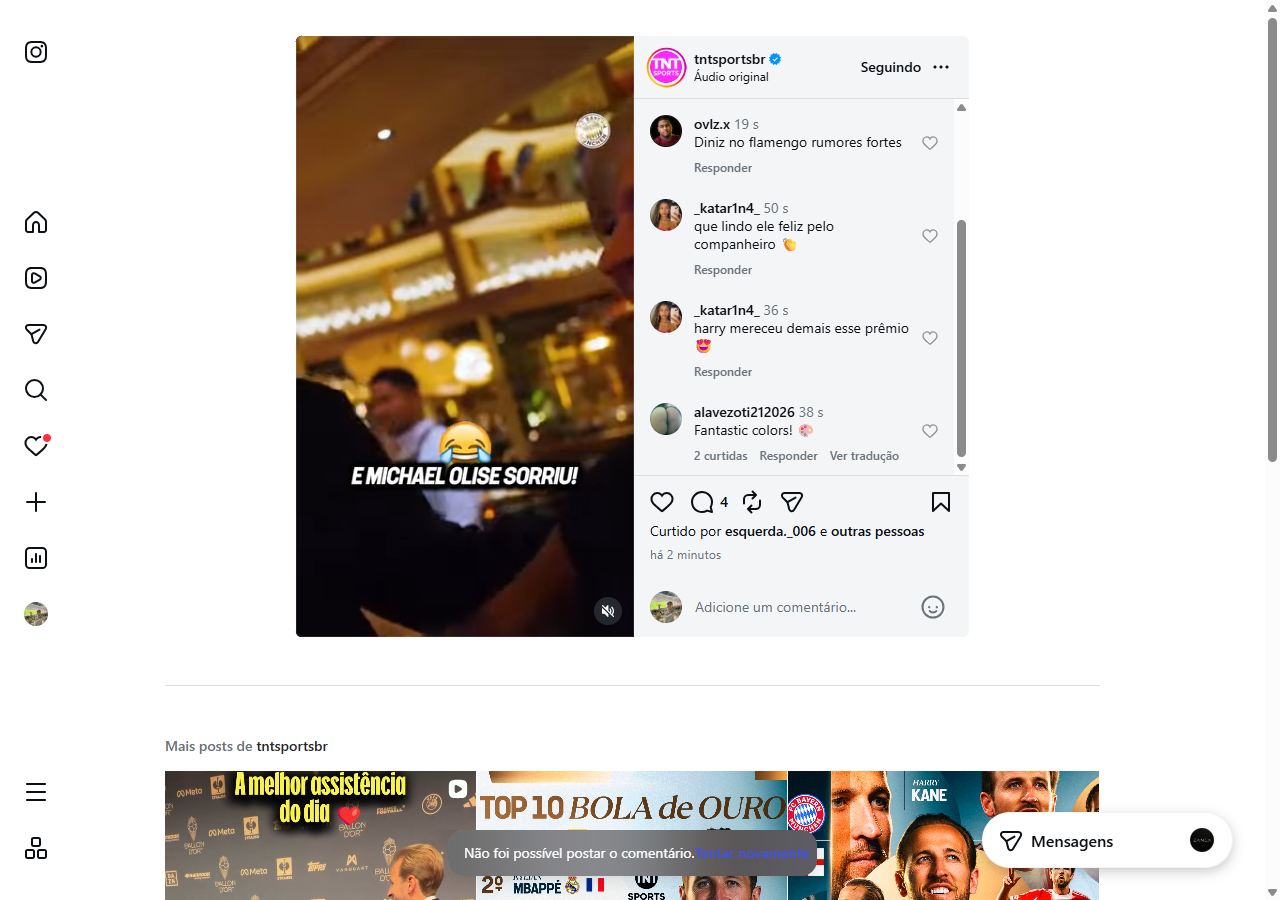 tntsportsbr
Áudio original
Seguindo
TNT
SPORTS
ovlz.x 19 s
Diniz no flamengo rumores fortes
Responder
_katar1n4_ 50 s
que lindo ele feliz pelo
companheiro 👏
Responder
_katar1n4_ 36 s
harry mereceu demais esse prêmio
😍
Responder
alavezoti212026 38 s
Fantastic colors! 🎨
2 curtidas Responder Ver tradução
😂
E MICHAEL OLISE SORRIU!
4
Curtido por esquerda._006 e outras pessoas
há 2 minutos
Adicione um comentário...
Mais posts de tntsportsbr
A melhor assistência
do dia ❤️
TOP 10 BOLA de OURO
2º
MBAPPÉ
TNT
SPORTS
HARRY
KANE
Não foi possível postar o comentário. Tentar novamente
Mensagens